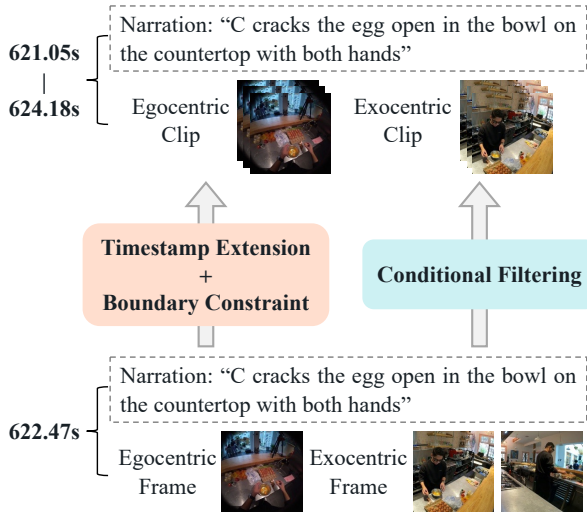 Narration: “C cracks the egg open in the bowl on
the countertop with both hands”
621.05s
|
624.18s
Egocentric
Clip
Exocentric
Clip
Timestamp Extension
+
Boundary Constraint
Conditional Filtering
Narration: “C cracks the egg open in the bowl on
the countertop with both hands”
622.47s
Egocentric
Frame
Exocentric
Frame